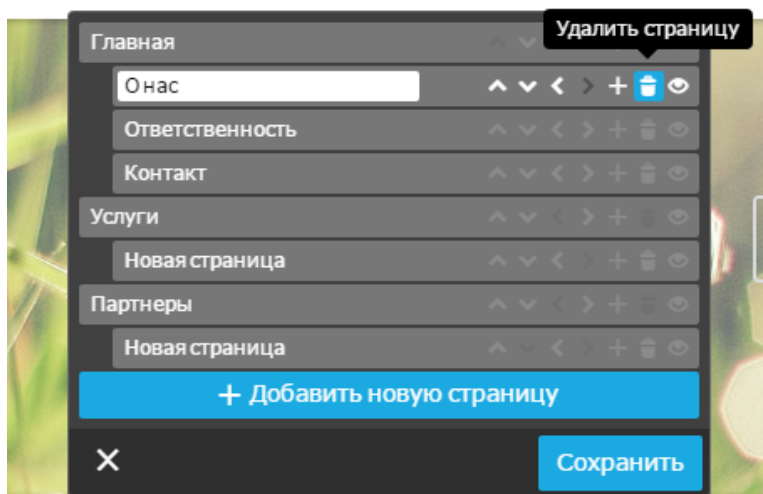 Удалить страницу
Главная
О нас
Ответственность
Контакт
Услуги
Новая страница
Партнеры
Новая страница
+ Добавить новую страницу
Сохранить